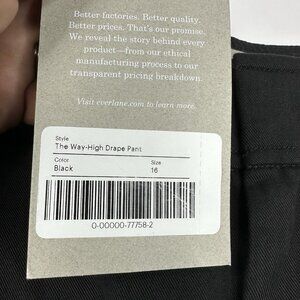 Better factories. Better quality.
Better prices. That's our promise.
We reveal the story behind every
product—from our ethical
manufacturing process to our
transparent pricing breakdown.
Visit everlane.com to learn more.
Style
The Way-High Drape Pant
Color
Size
Black
16
0-00000-77758-2